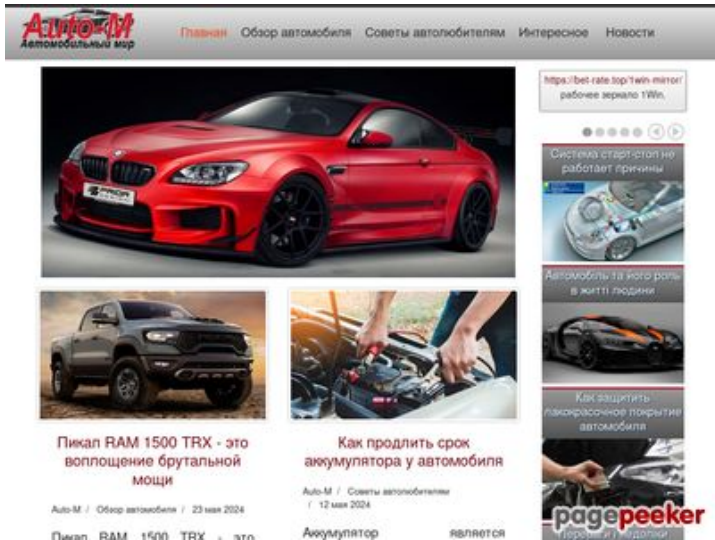 Auto-M
Автомобильный мир
Главная Обзор автомобиля Советы автолюбителям Интересное Новости
https://bet-rate.top/1win-mirror/
рабочее зеркало 1Win.
PRIOR
Система старт-стоп не
работает причины
Автомобіль та його роль
в житті людини
Как защитить
лакокрасочное покрытие
автомобиля
Пикап RAM 1500 TRX - это
воплощение брутальной
мощи
Auto-M / Обзор автомобиля / 23 мая 2024
Пикап RAM 1500 TRX - это
Как продлить срок
аккумулятора у автомобиля
Auto-M / Советы автолюбителям
/ 12 мая 2024
Аккумулятор является
pagepeeker